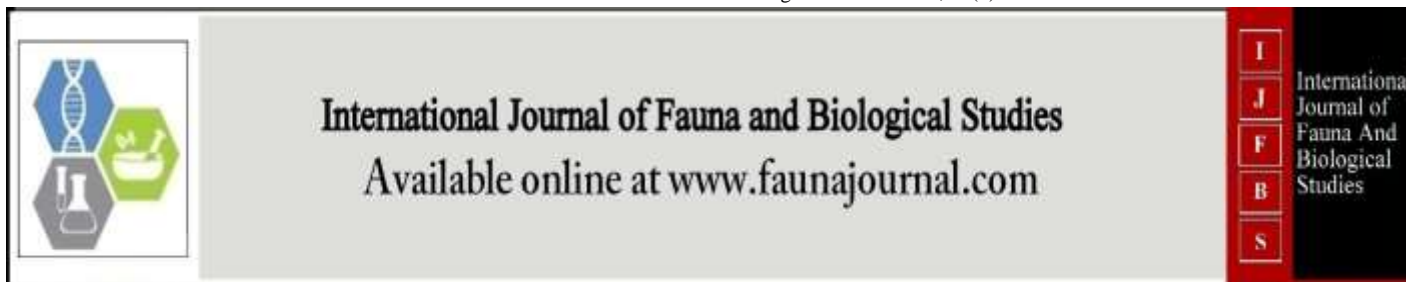 International Journal of Fauna and Biological Studies
Available online at www.faunajournal.com
I
J
F
B
S
Internationa
Journal of
Fauna And
Biological
Studies